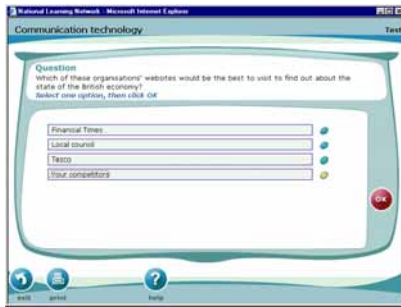 National Learning Network - Microsoft Internet Explorer
Communication technology
Test
Question
Which of these organisations' websites would be the best to visit to find out about the
state of the British economy?
Select one option, then click OK
Financial Times
Local council
Tesco
Your competitors
OK
exit
print
help